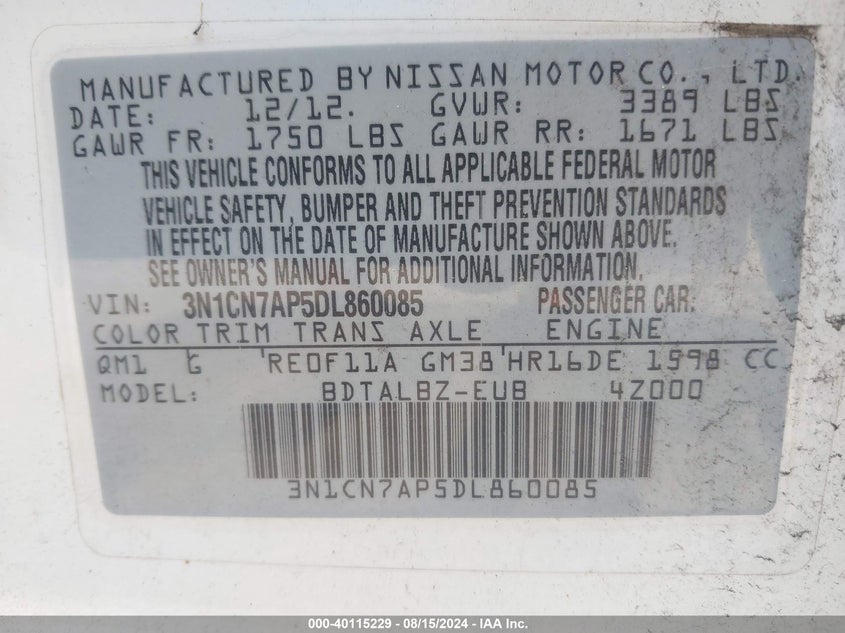 MANUFACTURED BY NISSAN MOTOR CO., LTD.
DATE: 12/12. GVWR: 3389 LBS
GAWR FR: 1750 LBS GAWR RR: 1671 LBS
THIS VEHICLE CONFORMS TO ALL APPLICABLE FEDERAL MOTOR
VEHICLE SAFETY, BUMPER AND THEFT PREVENTION STANDARDS
IN EFFECT ON THE DATE OF MANUFACTURE SHOWN ABOVE.
SEE OWNER'S MANUAL FOR ADDITIONAL INFORMATION.
VIN: 3N1CN7AP5DL860085 PASSENGER CAR:
COLOR TRIM TRANS AXLE ENGINE
QM1 G 'RE0F11A GM38'HR16DE 1598 CC
MODEL: BDTALBZ-EUB 4Z000
3N1CN7AP5DL860085
000-40115229 - 08/15/2024 - IAA Inc.